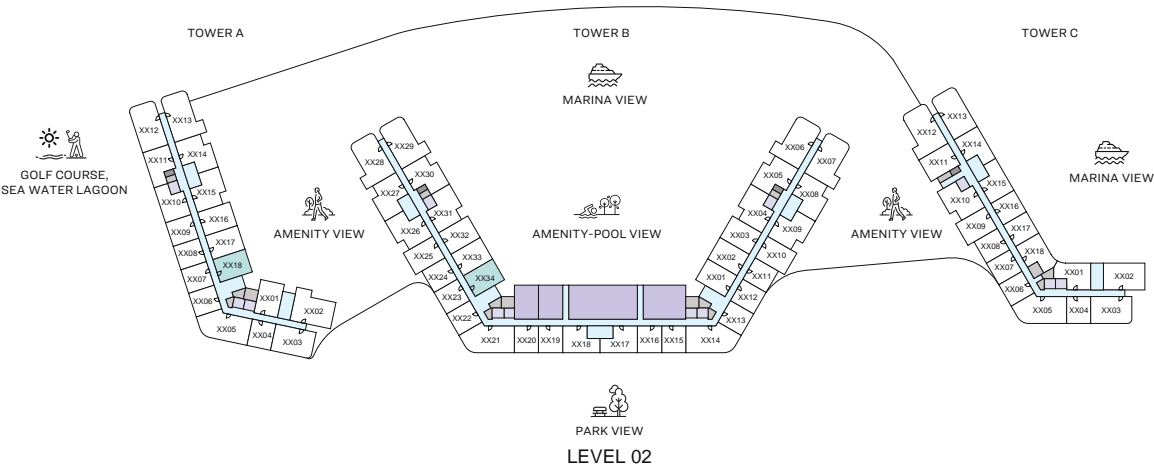 TOWER A
TOWER B
TOWER C
MARINA VIEW
GOLF COURSE,
SEA WATER LAGOON
AMENITY VIEW
AMENITY-POOL VIEW
AMENITY VIEW
MARINA VIEW
XX12
XX13
XX11
XX14
XX10
XX15
XX09
XX16
XX08
XX17
XX07
XX18
XX06
XX01
XX02
XX05
XX04
XX03
XX28
XX29
XX27
XX30
XX26
XX31
XX25
XX32
XX24
XX33
XX23
XX34
XX22
XX21
XX20
XX19
XX18
XX17
XX16
XX15
XX14
XX06
XX07
XX05
XX08
XX04
XX09
XX03
XX10
XX02
XX11
XX01
XX12
XX13
XX12
XX13
XX11
XX14
XX10
XX15
XX09
XX16
XX08
XX17
XX07
XX18
XX06
XX01
XX02
XX05
XX04
XX03
PARK VIEW
LEVEL 02